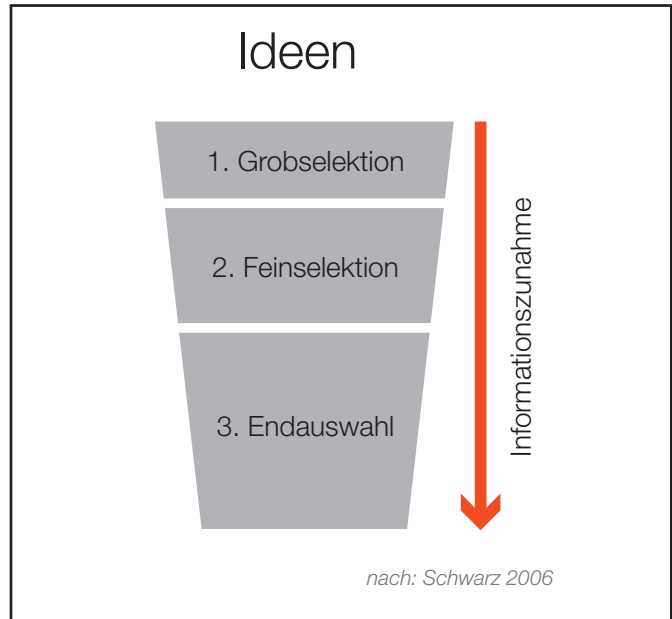 Ideen
1. Grobselektion
2. Feinselektion
3. Endauswahl
Informationszunahme
nach: Schwarz 2006